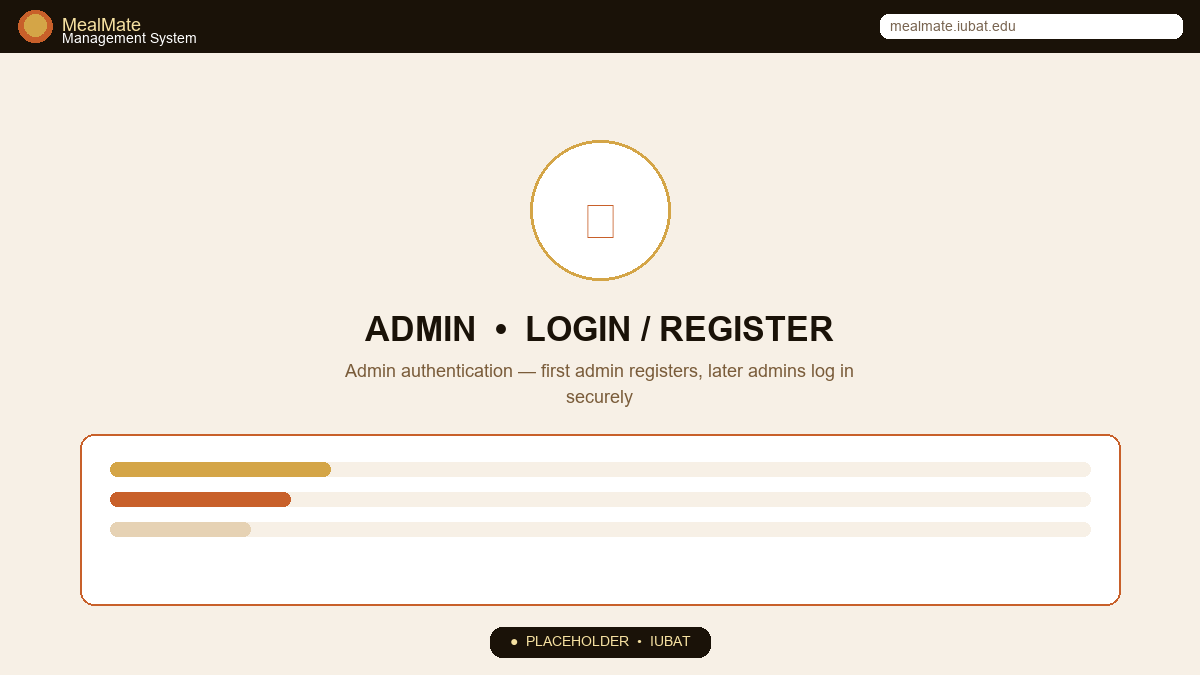 MealMate
Management System
mealmate.iubat.edu
ADMIN • LOGIN / REGISTER
Admin authentication — first admin registers, later admins log in
securely
● PLACEHOLDER • IUBAT